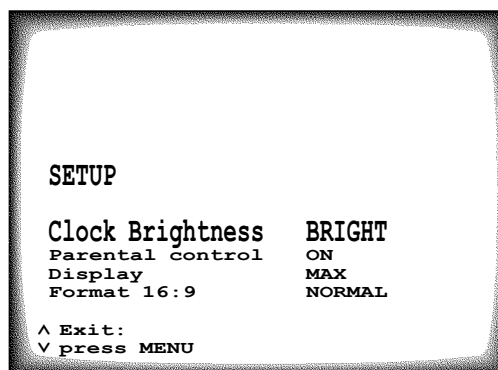 SETUP
Clock Brightness BRIGHT
Parental control ON
Display MAX
Format 16:9 NORMAL
∧ Exit:
∨ press MENU